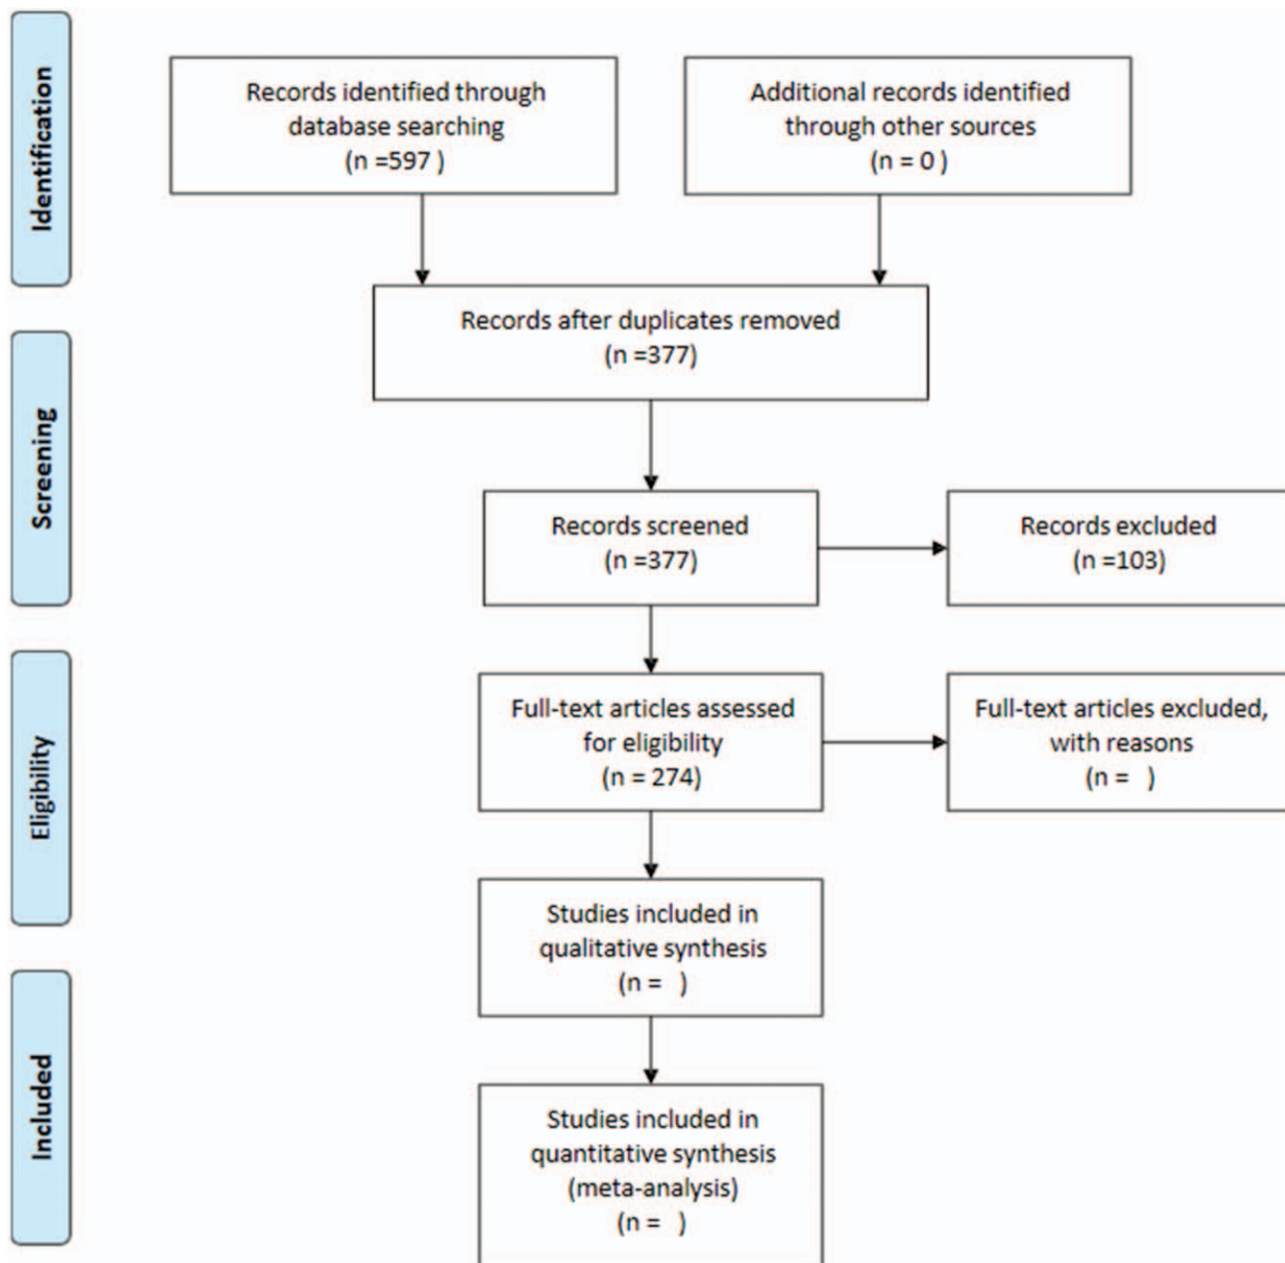 Identification
Records identified through
database searching
(n =597 )
Additional records identified
through other sources
(n = 0 )
Records after duplicates removed
(n =377)
Screening
Records screened
(n =377)
Records excluded
(n =103)
Eligibility
Full-text articles assessed
for eligibility
(n = 274)
Full-text articles excluded,
with reasons
(n =   )
Studies included in
qualitative synthesis
(n =   )
Included
Studies included in
quantitative synthesis
(meta-analysis)
(n =   )